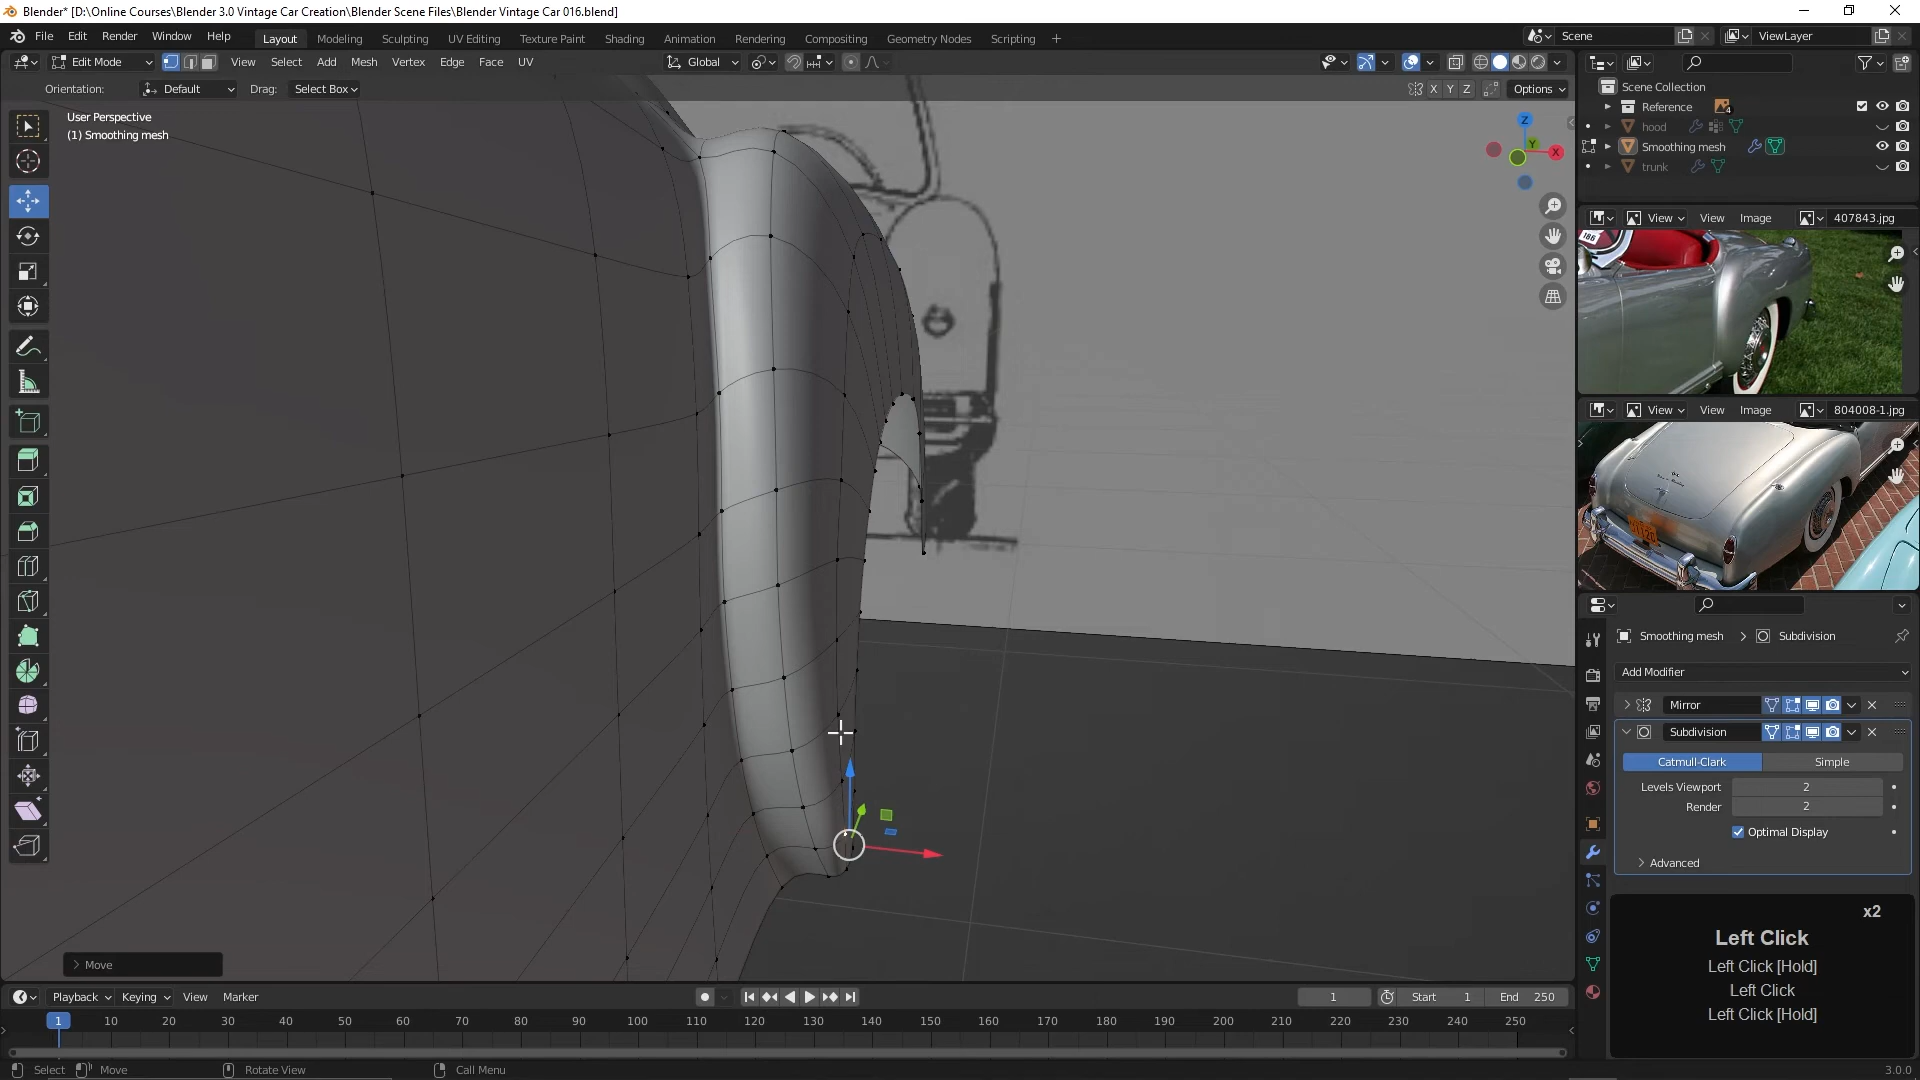 Blender* [D:\Online Courses\Blender 3.0 Vintage Car Creation\Blender Scene Files\Blender Vintage Car 016.blend]
File Edit Render Window Help
Layout Modeling Sculpting UV Editing Texture Paint Shading Animation Rendering Compositing Geometry Nodes Scripting +
Scene ViewLayer
Edit Mode View Select Add Mesh Vertex Edge Face UV Global
Orientation: Default Drag: Select Box X Y Z Options
User Perspective
(1) Smoothing mesh
Z
Y
X
Scene Collection
Reference 4
hood
Smoothing mesh
trunk
View View Image 407843.jpg
186
View View Image 804008-1.jpg
Smoothing mesh Subdivision
Add Modifier
Mirror
Subdivision
Catmull-Clark Simple
Levels Viewport 2
Render 2
Optimal Display
Advanced
x2
Left Click
Left Click [Hold]
Left Click
Left Click [Hold]
Move
Playback Keying View Marker 1 Start 1 End 250
1 10 20 30 40 50 60 70 80 90 100 110 120 130 140 150 160 170 180 190 200 210 220 230 240 250
Select Move Rotate View Call Menu 3.0.0